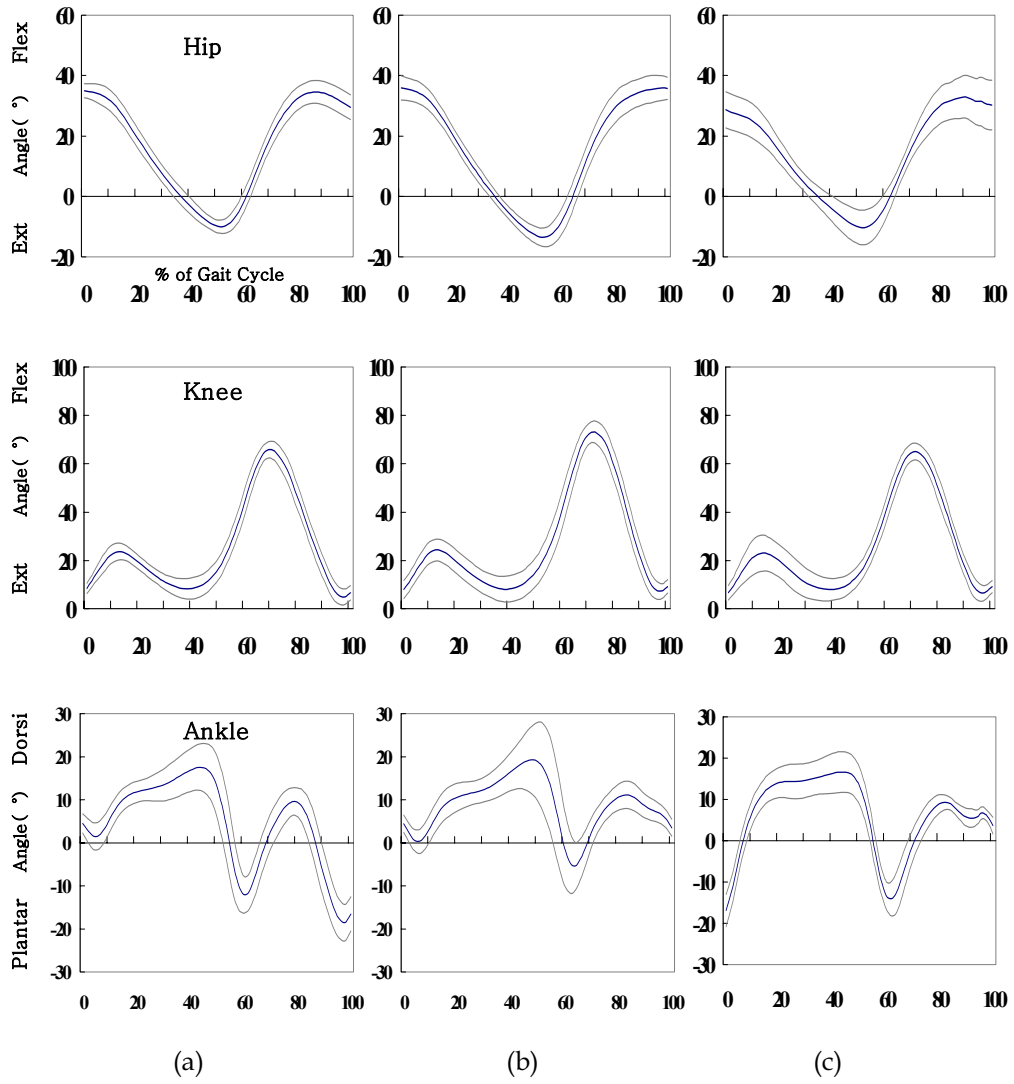 60 60 60
Flex Hip
40 40 40
Angle( °)
20 20 20
0 0 0
Ext
-20 -20 -20
% of Gait Cycle
0 20 40 60 80 100 0 20 40 60 80 100 0 20 40 60 80 100
100 100 100
Flex Knee
80 80 80
Angle( °)
60 60 60
40 40 40
Ext
20 20 20
0 0 0
0 20 40 60 80 100 0 20 40 60 80 100 0 20 40 60 80 100
30 30 30
Dorsi Ankle
20 20 20
10 10 10
Angle( °)
0 0 0
-10 -10 -10
Plantar
-20 -20 -20
-30 -30 -30
0 20 40 60 80 100 0 20 40 60 80 100 0 20 40 60 80 100
(a) (b) (c)